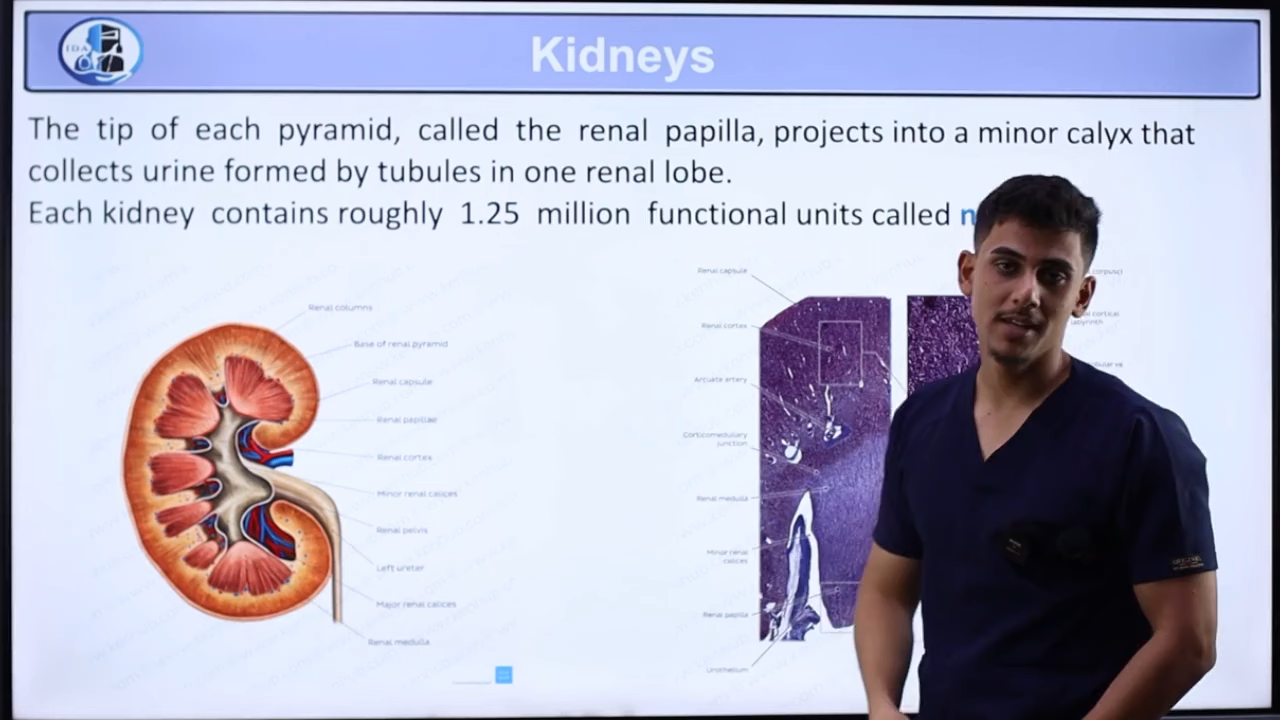 IDA
Kidneys
The tip of each pyramid, called the renal papilla, projects into a minor calyx that
collects urine formed by tubules in one renal lobe.
Each kidney contains roughly 1.25 million functional units called n
Renal columns
Base of renal pyramid
Renal capsule
Renal papillae
Renal cortex
Minor renal calices
Renal pelvis
Left ureter
Major renal calices
Renal medulla
Renal capsule
Renal cortex
Arcuate artery
Corticomedullary
junction
Renal medulla
Minor renal
calices
Renal papilla
Urothelium
cortical
labyrinth